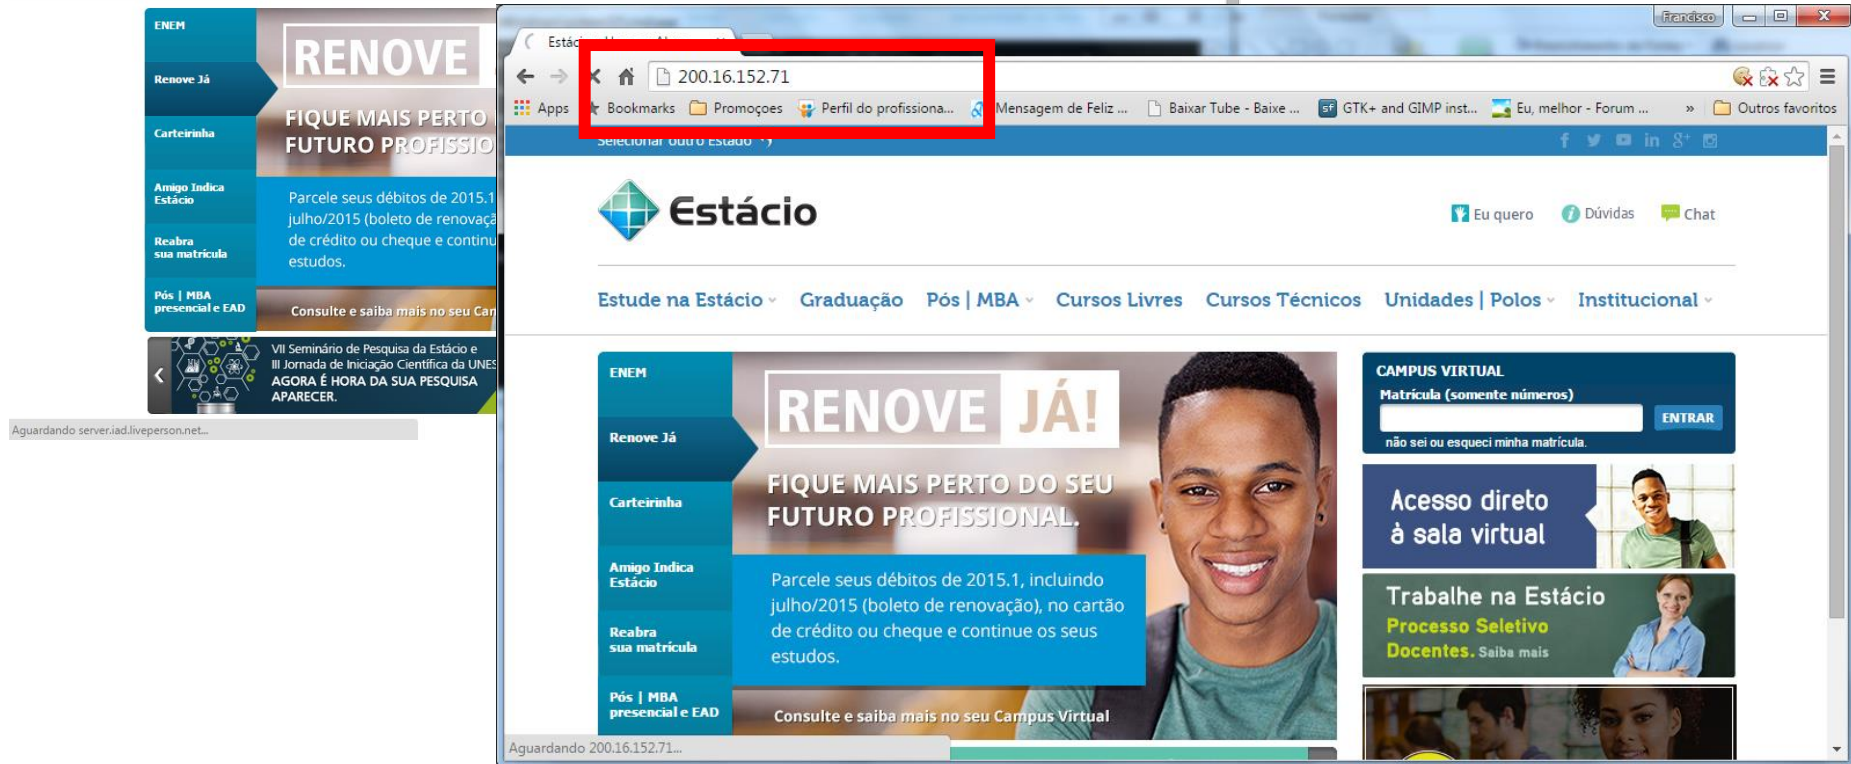 ENEM
Renove Já
Carteirinha
Amigo Indica
Estácio
Reabra
sua matrícula
Pós | MBA
presencial e EAD
RENOVE
FIQUE MAIS PERTO
FUTURO PROFISSIO
Parcele seus débitos de 2015.1
julho/2015 (boleto de renovaçã
de crédito ou cheque e continu
estudos.
Consulte e saiba mais no seu Can
VII Seminário de Pesquisa da Estácio e
III Jornada de Iniciação Científica da UNES
AGORA É HORA DA SUA PESQUISA
APARECER.
Aguardando server.iad.liveperson.net...
Francisco
200.16.152.71
Apps Bookmarks Promoçoes Perfil do profissiona... Mensagem de Feliz ... Baixar Tube - Baixe ... GTK+ and GIMP inst... Eu, melhor - Forum ... » Outros favoritos
Selecionar outro Estado
Estácio
Eu quero Dúvidas Chat
Estude na Estácio Graduação Pós | MBA Cursos Livres Cursos Técnicos Unidades | Polos Institucional
ENEM
Renove Já
Carteirinha
Amigo Indica
Estácio
Reabra
sua matrícula
Pós | MBA
presencial e EAD
RENOVE JÁ!
FIQUE MAIS PERTO DO SEU
FUTURO PROFISSIONAL.
Parcele seus débitos de 2015.1, incluindo
julho/2015 (boleto de renovação), no cartão
de crédito ou cheque e continue os seus
estudos.
Consulte e saiba mais no seu Campus Virtual
CAMPUS VIRTUAL
Matrícula (somente números)
ENTRAR
não sei ou esqueci minha matrícula.
Acesso direto
à sala virtual
Trabalhe na Estácio
Processo Seletivo
Docentes. Saiba mais
Aguardando 200.16.152.71...